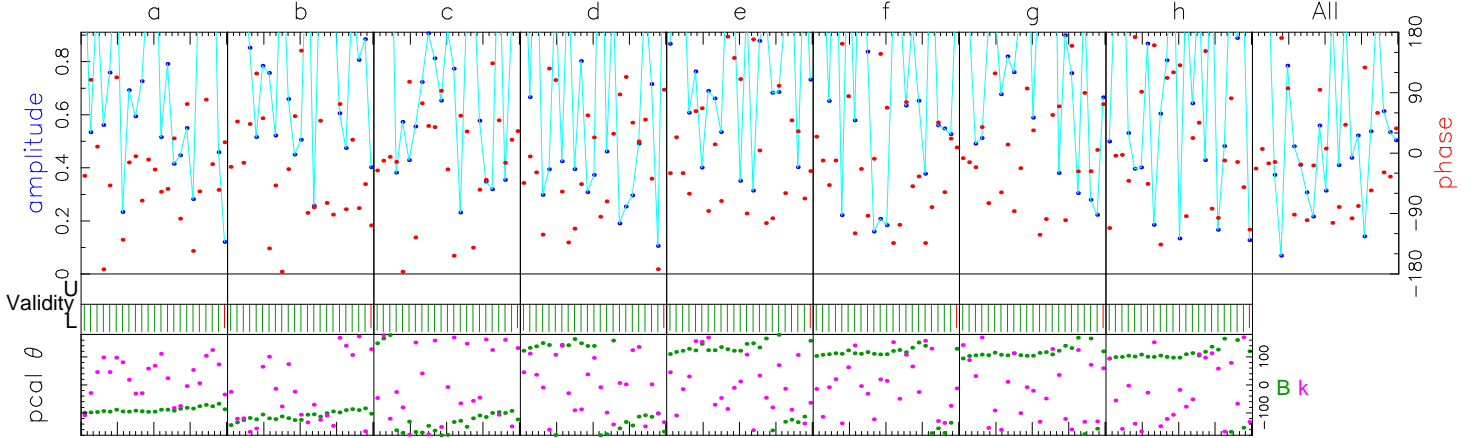 a b c d e f g h All
amplitude
0 0.2 0.4 0.6 0.8
phase
−180 −90 0 90 180
Validity
U
L
pcal θ
−100 0 100
B k